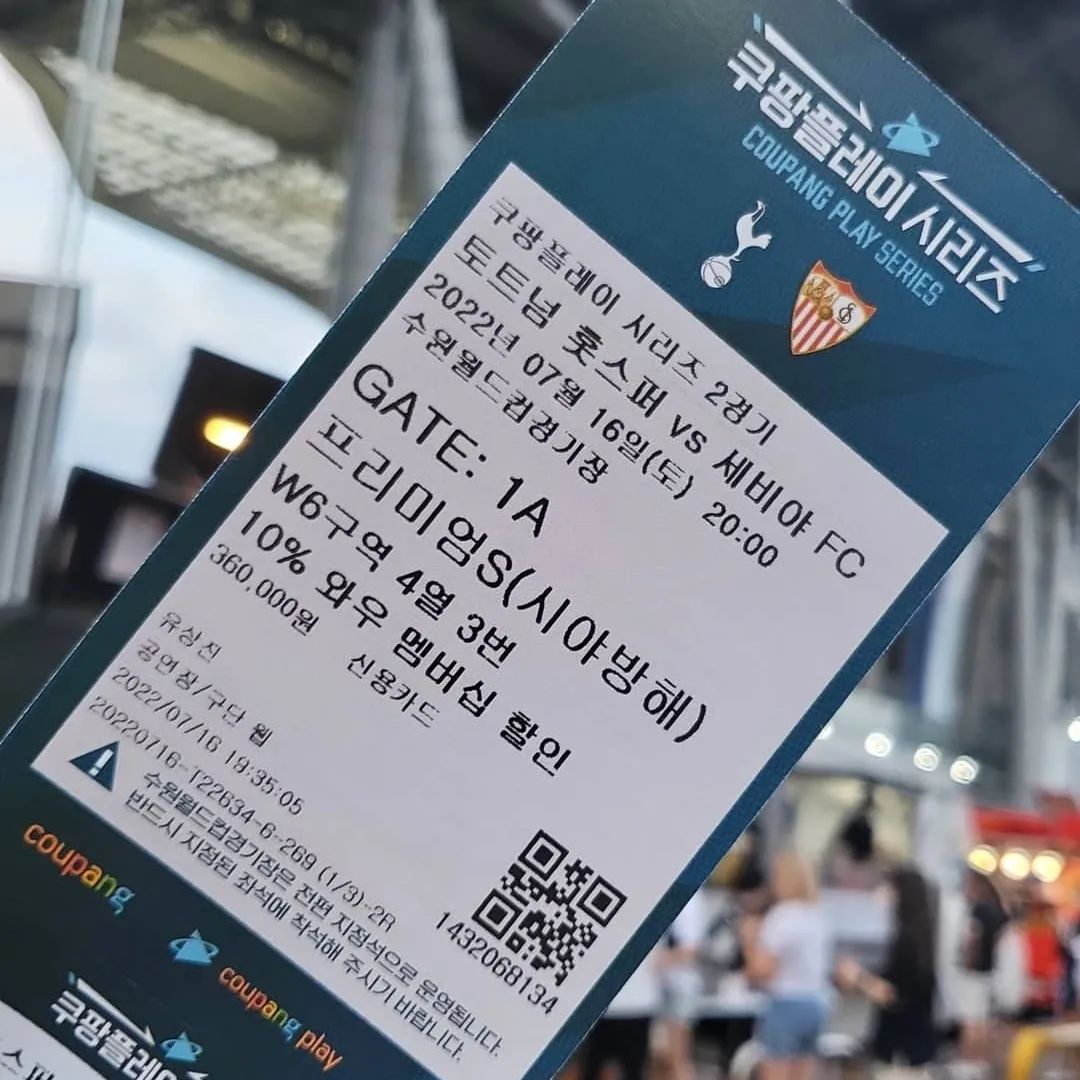 쿠팡플레이 시리즈
COUPANG PLAY SERIES
쿠팡플레이 시리즈 2경기
토트넘 홋스퍼 vs 세비야 FC
2022년 07월 16일(토) 20:00
수원월드컵경기장
GATE: 1A
프리미엄S(시야방해)
W6구역 4열 3번
10% 와우 멤버십 할인
360,000원 신용카드
유상진
공연장/구단 웹
2022/07/16 18:35:05
20220716-T22634-6-269 (1/3)-2R
수원월드컵경기장은 전편 지정석으로 운영됩니다.
반드시 지정된 좌석에 착석해 주시기 바랍니다.
1432068134
coupang
coupang play
쿠팡플레이
스퍼